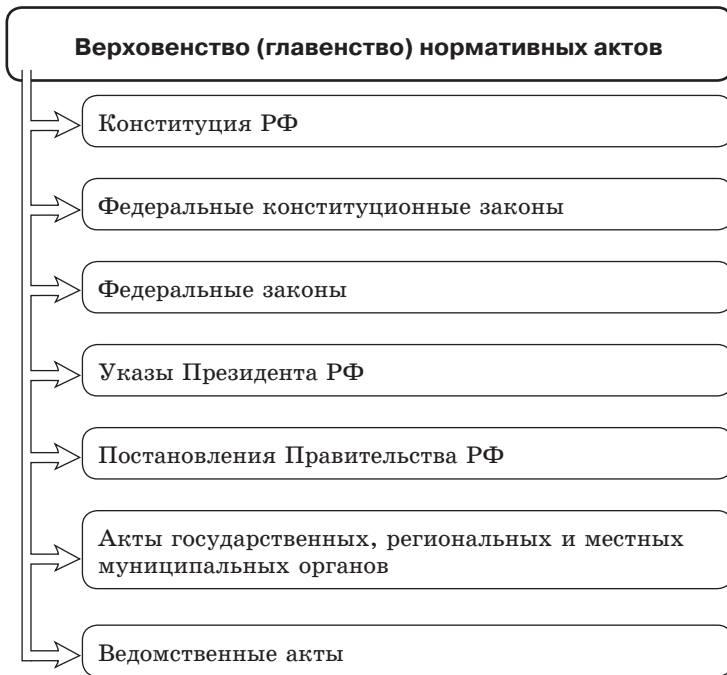 Верховенство (главенство) нормативных актов
Конституция РФ
Федеральные конституционные законы
Федеральные законы
Указы Президента РФ
Постановления Правительства РФ
Акты государственных, региональных и местных
муниципальных органов
Ведомственные акты